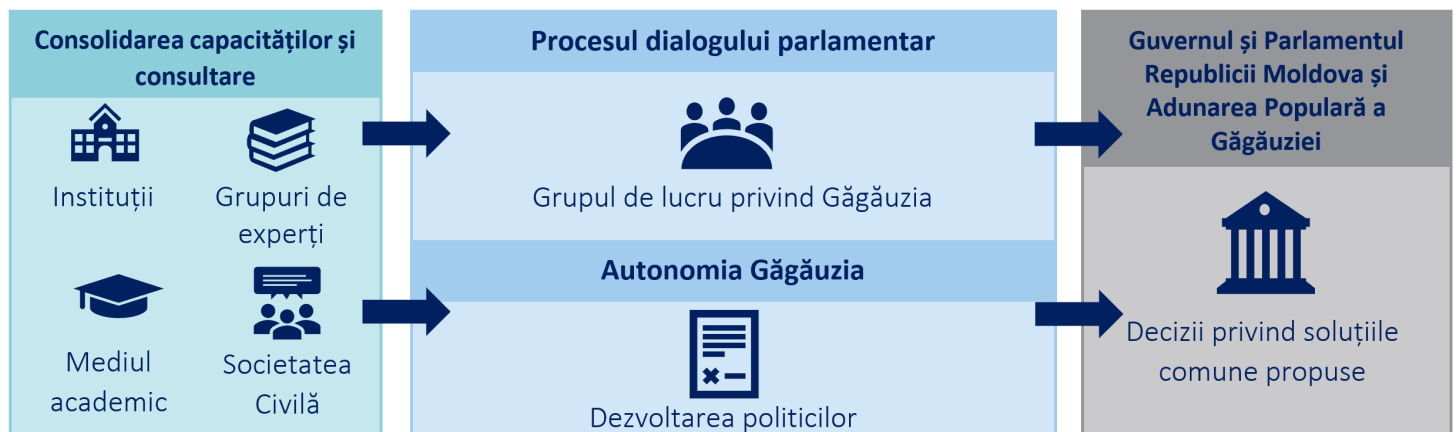 Consolidarea capacităților și
consultare
Instituții
Grupuri de
experți
Mediul
academic
Societatea
Civilă
Procesul dialogului parlamentar
Grupul de lucru privind Găgăuzia
Autonomia Găgăuzia
Dezvoltarea politicilor
Guvernul și Parlamentul
Republicii Moldova și
Adunarea Populară a
Găgăuziei
Decizii privind soluțiile
comune propuse